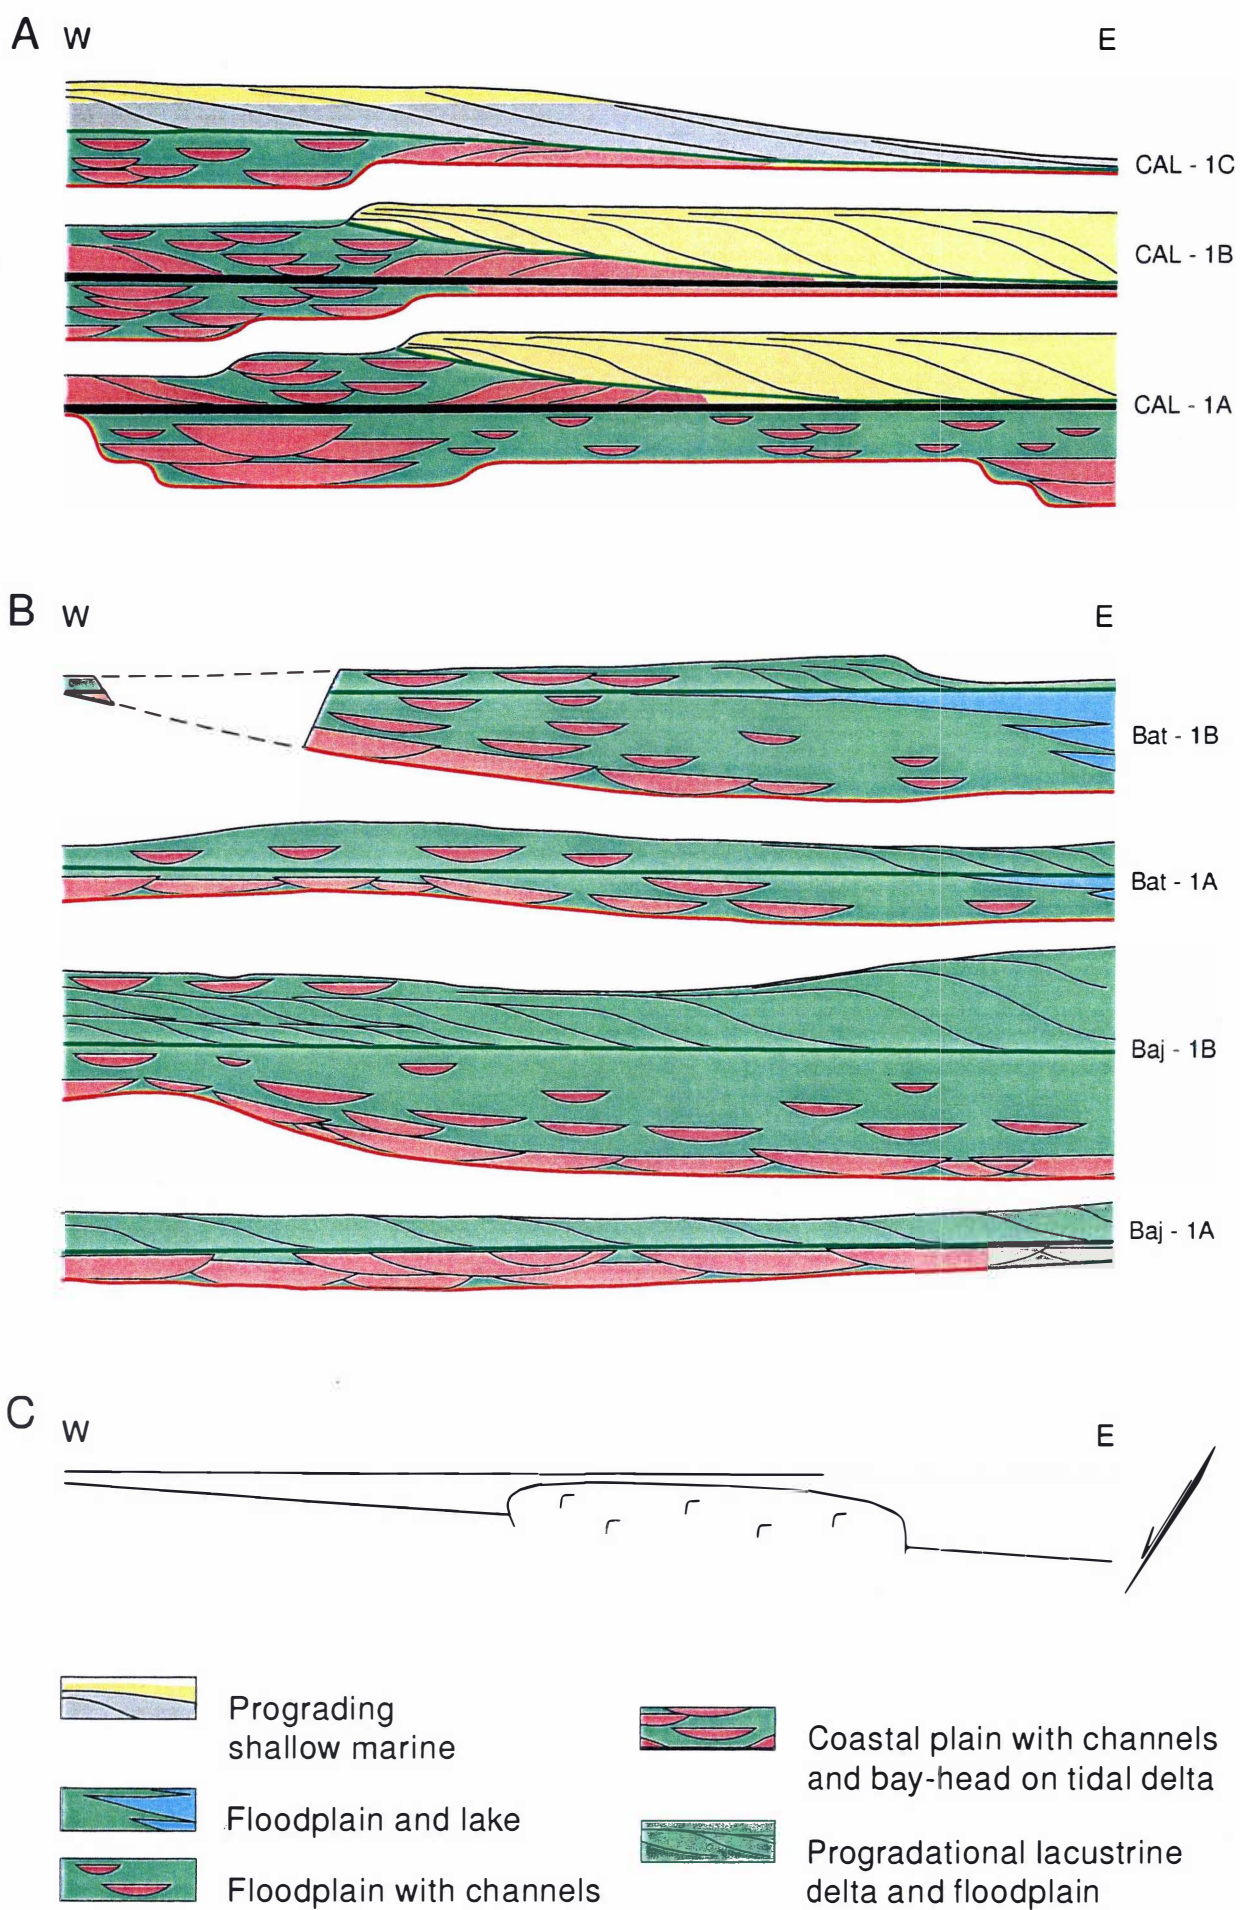 A W E
CAL - 1C
CAL - 1B
CAL - 1A
B W E
Bat - 1B
Bat - 1A
Baj - 1B
Baj - 1A
C W E
Prograding
shallow marine
Floodplain and lake
Floodplain with channels
Coastal plain with channels
and bay-head on tidal delta
Progradational lacustrine
delta and floodplain